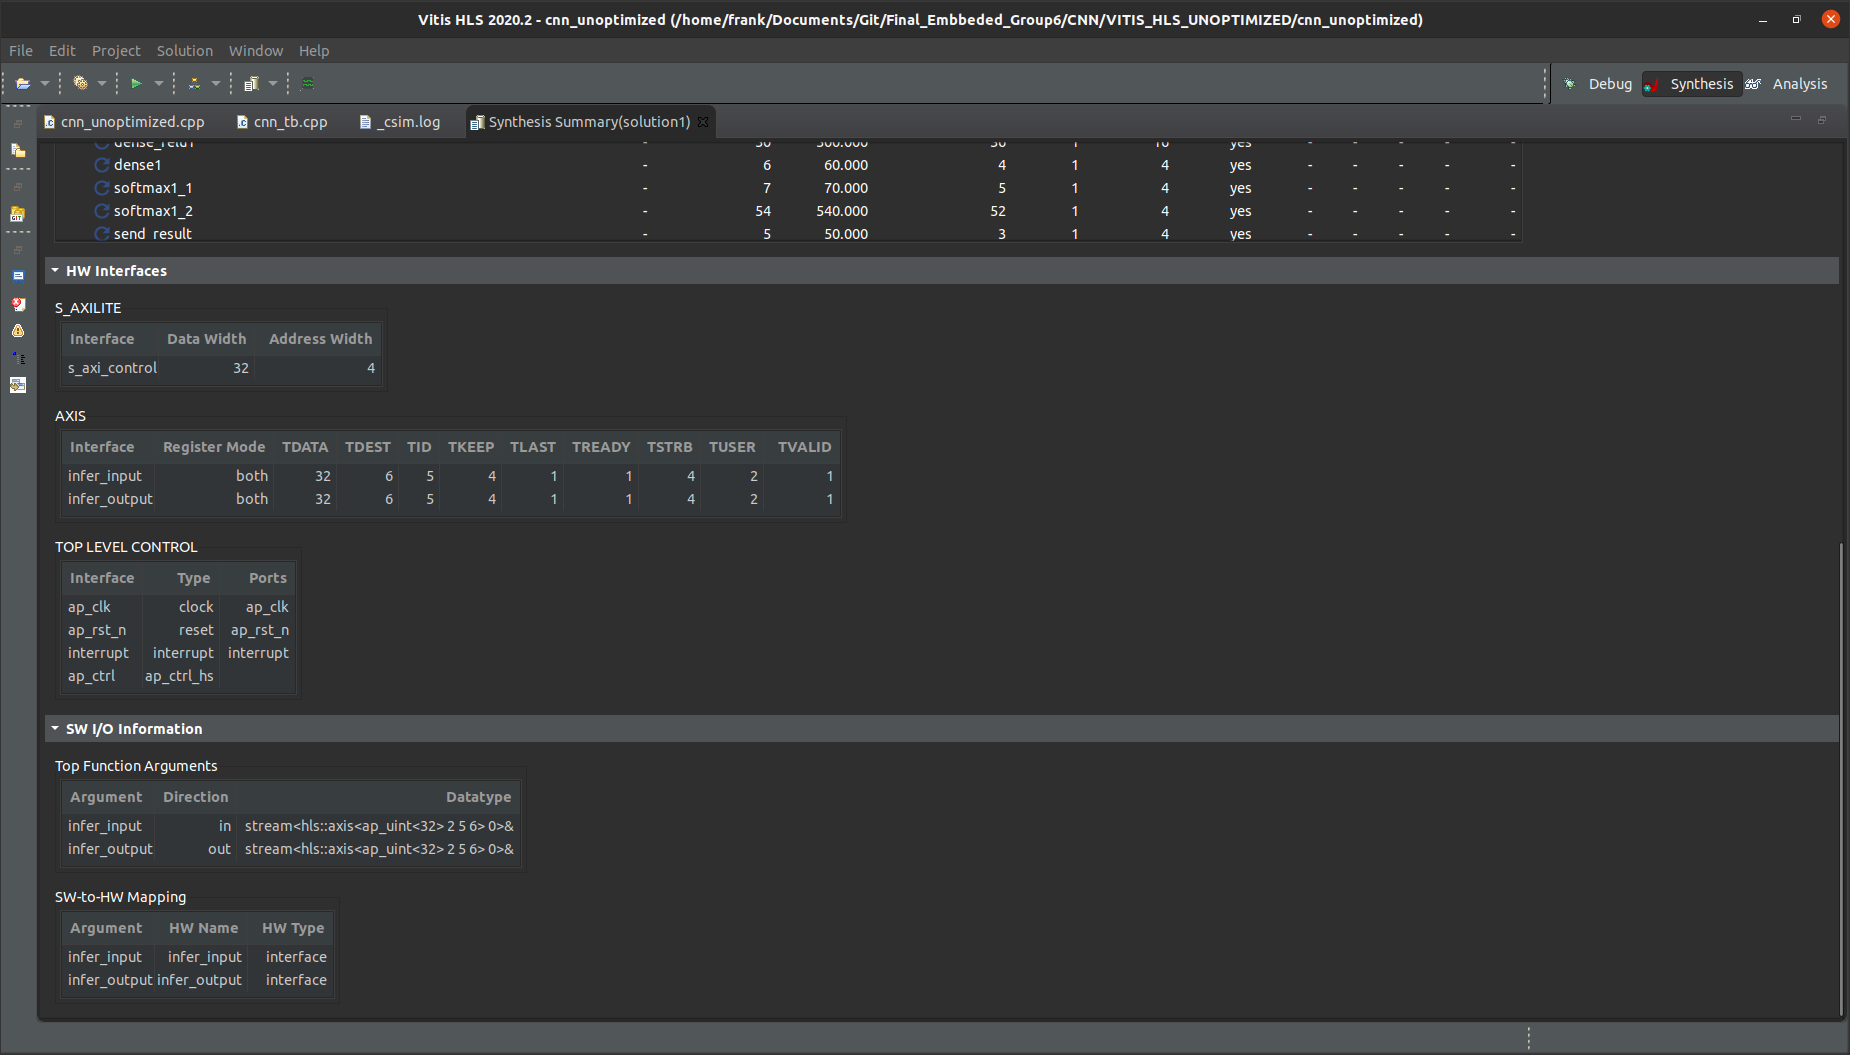 Vitis HLS 2020.2 - cnn_unoptimized (/home/frank/Documents/Git/Final_Embbeded_Group6/CNN/VITIS_HLS_UNOPTIMIZED/cnn_unoptimized)
File Edit Project Solution Window Help
Debug Synthesis Analysis
cnn_unoptimized.cpp cnn_tb.cpp _csim.log Synthesis Summary(solution1)
dense_relu1 - 50 500.000 36 1 16 yes - - - - -
dense1 - 6 60.000 4 1 4 yes - - - - -
softmax1_1 - 7 70.000 5 1 4 yes - - - - -
softmax1_2 - 54 540.000 52 1 4 yes - - - - -
send_result - 5 50.000 3 1 4 yes - - - - -
HW Interfaces
S_AXILITE
Interface Data Width Address Width
s_axi_control 32 4
AXIS
Interface Register Mode TDATA TDEST TID TKEEP TLAST TREADY TSTRB TUSER TVALID
infer_input both 32 6 5 4 1 1 4 2 1
infer_output both 32 6 5 4 1 1 4 2 1
TOP LEVEL CONTROL
Interface Type Ports
ap_clk clock ap_clk
ap_rst_n reset ap_rst_n
interrupt interrupt interrupt
ap_ctrl ap_ctrl_hs
SW I/O Information
Top Function Arguments
Argument Direction Datatype
infer_input in stream<hls::axis<ap_uint<32> 2 5 6> 0>&
infer_output out stream<hls::axis<ap_uint<32> 2 5 6> 0>&
SW-to-HW Mapping
Argument HW Name HW Type
infer_input infer_input interface
infer_output infer_output interface